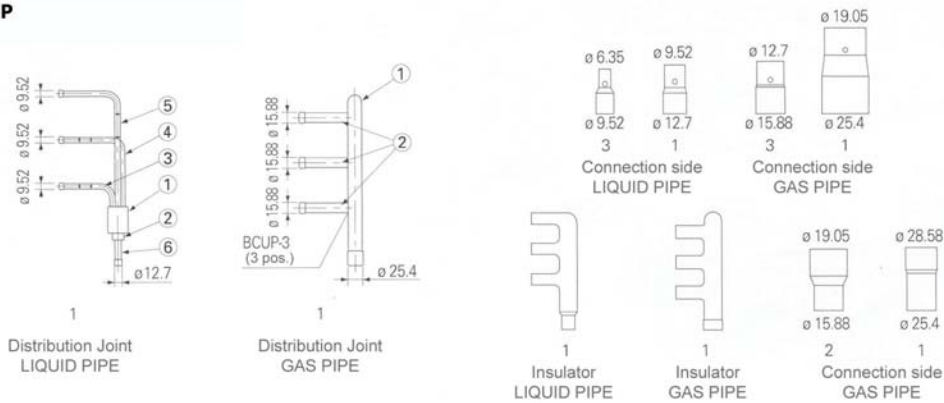 P
ø 9.52
ø 9.52
ø 9.52
5
4
3
1
2
6
ø 12.7
1
Distribution Joint
LIQUID PIPE
1
2
ø 15.88
ø 15.88
ø 15.88
BCUP-3
(3 pos.)
ø 25.4
1
Distribution Joint
GAS PIPE
ø 6.35
ø 9.52
ø 9.52
ø 12.7
3
1
Connection side
LIQUID PIPE
ø 12.7
ø 19.05
ø 15.88
ø 25.4
3
1
Connection side
GAS PIPE
1
Insulator
LIQUID PIPE
1
Insulator
GAS PIPE
ø 19.05
ø 28.58
ø 15.88
ø 25.4
2
1
Connection side
GAS PIPE